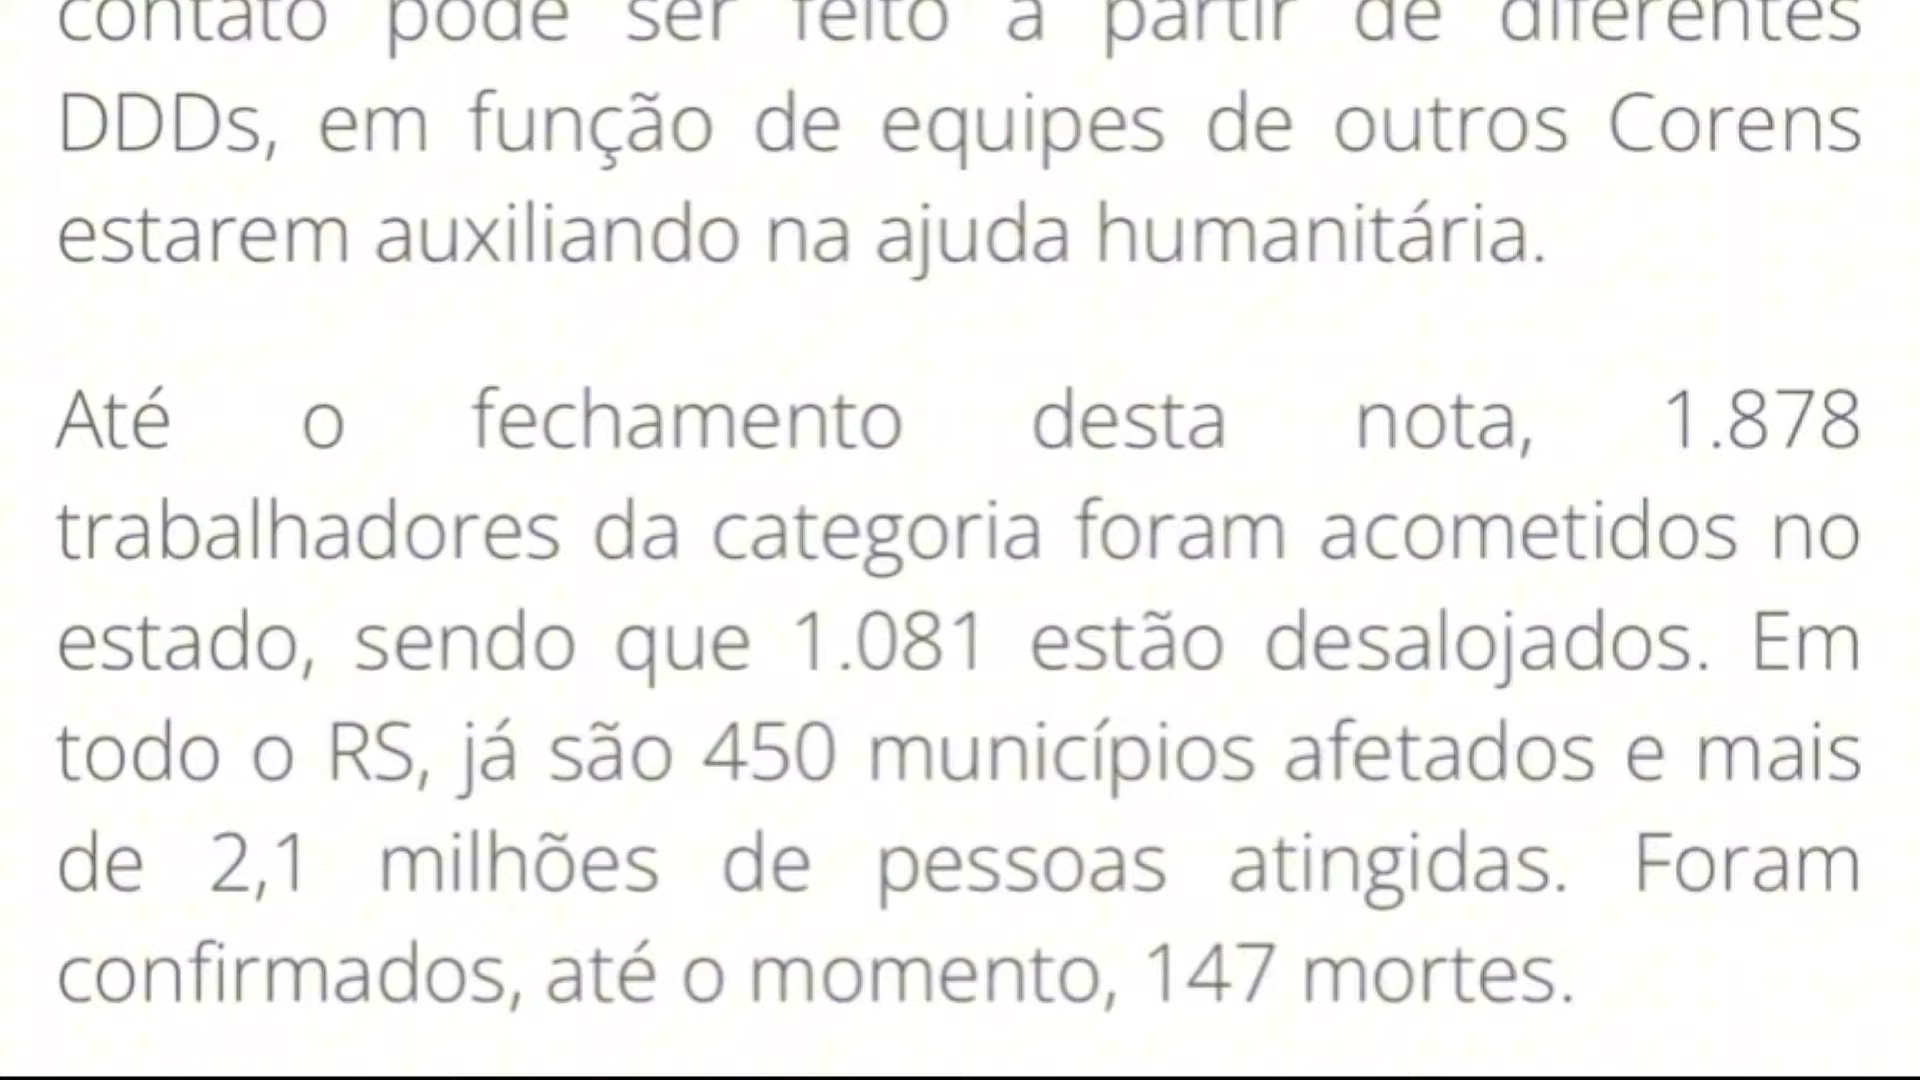 contato pode ser feito a partir de diferentes
DDDs, em função de equipes de outros Corens
estarem auxiliando na ajuda humanitária.
Até o fechamento desta nota, 1.878
trabalhadores da categoria foram acometidos no
estado, sendo que 1.081 estão desalojados. Em
todo o RS, já são 450 municípios afetados e mais
de 2,1 milhões de pessoas atingidas. Foram
confirmados, até o momento, 147 mortes.